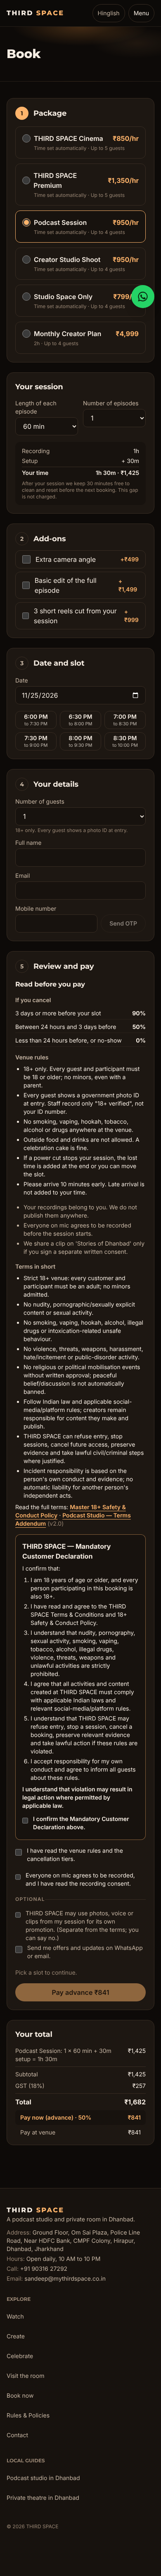 THIRD SPACE
Hinglish
Menu
Book
1 Package
THIRD SPACE Cinema ₹850/hr
Time set automatically · Up to 5 guests
THIRD SPACE
Premium
₹1,350/hr
Time set automatically · Up to 5 guests
Podcast Session ₹950/hr
Time set automatically · Up to 4 guests
Creator Studio Shoot ₹950/hr
Time set automatically · Up to 4 guests
Studio Space Only ₹799/
Time set automatically · Up to 4 guests
Monthly Creator Plan ₹4,999
2h · Up to 4 guests
Your session
Length of each
episode
Number of episodes
60 min
1
Recording 1h
Setup + 30m
Your time 1h 30m · ₹1,425
After your session we keep 30 minutes free to
clean and reset before the next booking. This gap
is not charged.
2 Add-ons
Extra camera angle +₹499
Basic edit of the full
episode
+
₹1,499
3 short reels cut from your
session
+
₹999
3 Date and slot
Date
11/25/2026
6:00 PM
to 7:30 PM
6:30 PM
to 8:00 PM
7:00 PM
to 8:30 PM
7:30 PM
to 9:00 PM
8:00 PM
to 9:30 PM
8:30 PM
to 10:00 PM
4 Your details
Number of guests
1
18+ only. Every guest shows a photo ID at entry.
Full name
Email
Mobile number
Send OTP
5 Review and pay
Read before you pay
If you cancel
3 days or more before your slot 90%
Between 24 hours and 3 days before 50%
Less than 24 hours before, or no-show 0%
Venue rules
• 18+ only. Every guest and participant must
be 18 or older; no minors, even with a
parent.
• Every guest shows a government photo ID
at entry. Staff record only "18+ verified", not
your ID number.
• No smoking, vaping, hookah, tobacco,
alcohol or drugs anywhere at the venue.
• Outside food and drinks are not allowed. A
celebration cake is fine.
• If a power cut stops your session, the lost
time is added at the end or you can move
the slot.
• Please arrive 10 minutes early. Late arrival is
not added to your time.
• Your recordings belong to you. We do not
publish them anywhere.
• Everyone on mic agrees to be recorded
before the session starts.
• We share a clip on 'Stories of Dhanbad' only
if you sign a separate written consent.
Terms in short
• Strict 18+ venue: every customer and
participant must be an adult; no minors
admitted.
• No nudity, pornographic/sexually explicit
content or sexual activity.
• No smoking, vaping, hookah, alcohol, illegal
drugs or intoxication-related unsafe
behaviour.
• No violence, threats, weapons, harassment,
hate/incitement or public-disorder activity.
• No religious or political mobilisation events
without written approval; peaceful
belief/discussion is not automatically
banned.
• Follow Indian law and applicable social-
media/platform rules; creators remain
responsible for content they make and
publish.
• THIRD SPACE can refuse entry, stop
sessions, cancel future access, preserve
evidence and take lawful civil/criminal steps
where justified.
• Incident responsibility is based on the
person's own conduct and evidence; no
automatic liability for another person's
independent acts.
Read the full terms: Master 18+ Safety &
Conduct Policy · Podcast Studio — Terms
Addendum (v2.0)
THIRD SPACE — Mandatory
Customer Declaration
I confirm that:
1. I am 18 years of age or older, and every
person participating in this booking is
also 18+.
2. I have read and agree to the THIRD
SPACE Terms & Conditions and 18+
Safety & Conduct Policy.
3. I understand that nudity, pornography,
sexual activity, smoking, vaping,
tobacco, alcohol, illegal drugs,
violence, threats, weapons and
unlawful activities are strictly
prohibited.
4. I agree that all activities and content
created at THIRD SPACE must comply
with applicable Indian laws and
relevant social-media/platform rules.
5. I understand that THIRD SPACE may
refuse entry, stop a session, cancel a
booking, preserve relevant evidence
and take lawful action if these rules are
violated.
6. I accept responsibility for my own
conduct and agree to inform all guests
about these rules.
I understand that violation may result in
legal action where permitted by
applicable law.
I confirm the Mandatory Customer
Declaration above.
I have read the venue rules and the
cancellation tiers.
Everyone on mic agrees to be recorded,
and I have read the recording consent.
OPTIONAL
THIRD SPACE may use photos, voice or
clips from my session for its own
promotion. (Separate from the terms; you
can say no.)
Send me offers and updates on WhatsApp
or email.
Pick a slot to continue.
Pay advance ₹841
Your total
Podcast Session: 1 × 60 min + 30m
setup = 1h 30m
₹1,425
Subtotal ₹1,425
GST (18%) ₹257
Total ₹1,682
Pay now (advance) · 50% ₹841
Pay at venue ₹841
THIRD SPACE
A podcast studio and private room in Dhanbad.
Address: Ground Floor, Om Sai Plaza, Police Line
Road, Near HDFC Bank, CMPF Colony, Hirapur,
Dhanbad, Jharkhand
Hours: Open daily, 10 AM to 10 PM
Call: +91 90316 27292
Email: sandeep@mythirdspace.co.in
EXPLORE
Watch
Create
Celebrate
Visit the room
Book now
Rules & Policies
Contact
LOCAL GUIDES
Podcast studio in Dhanbad
Private theatre in Dhanbad
© 2026 THIRD SPACE